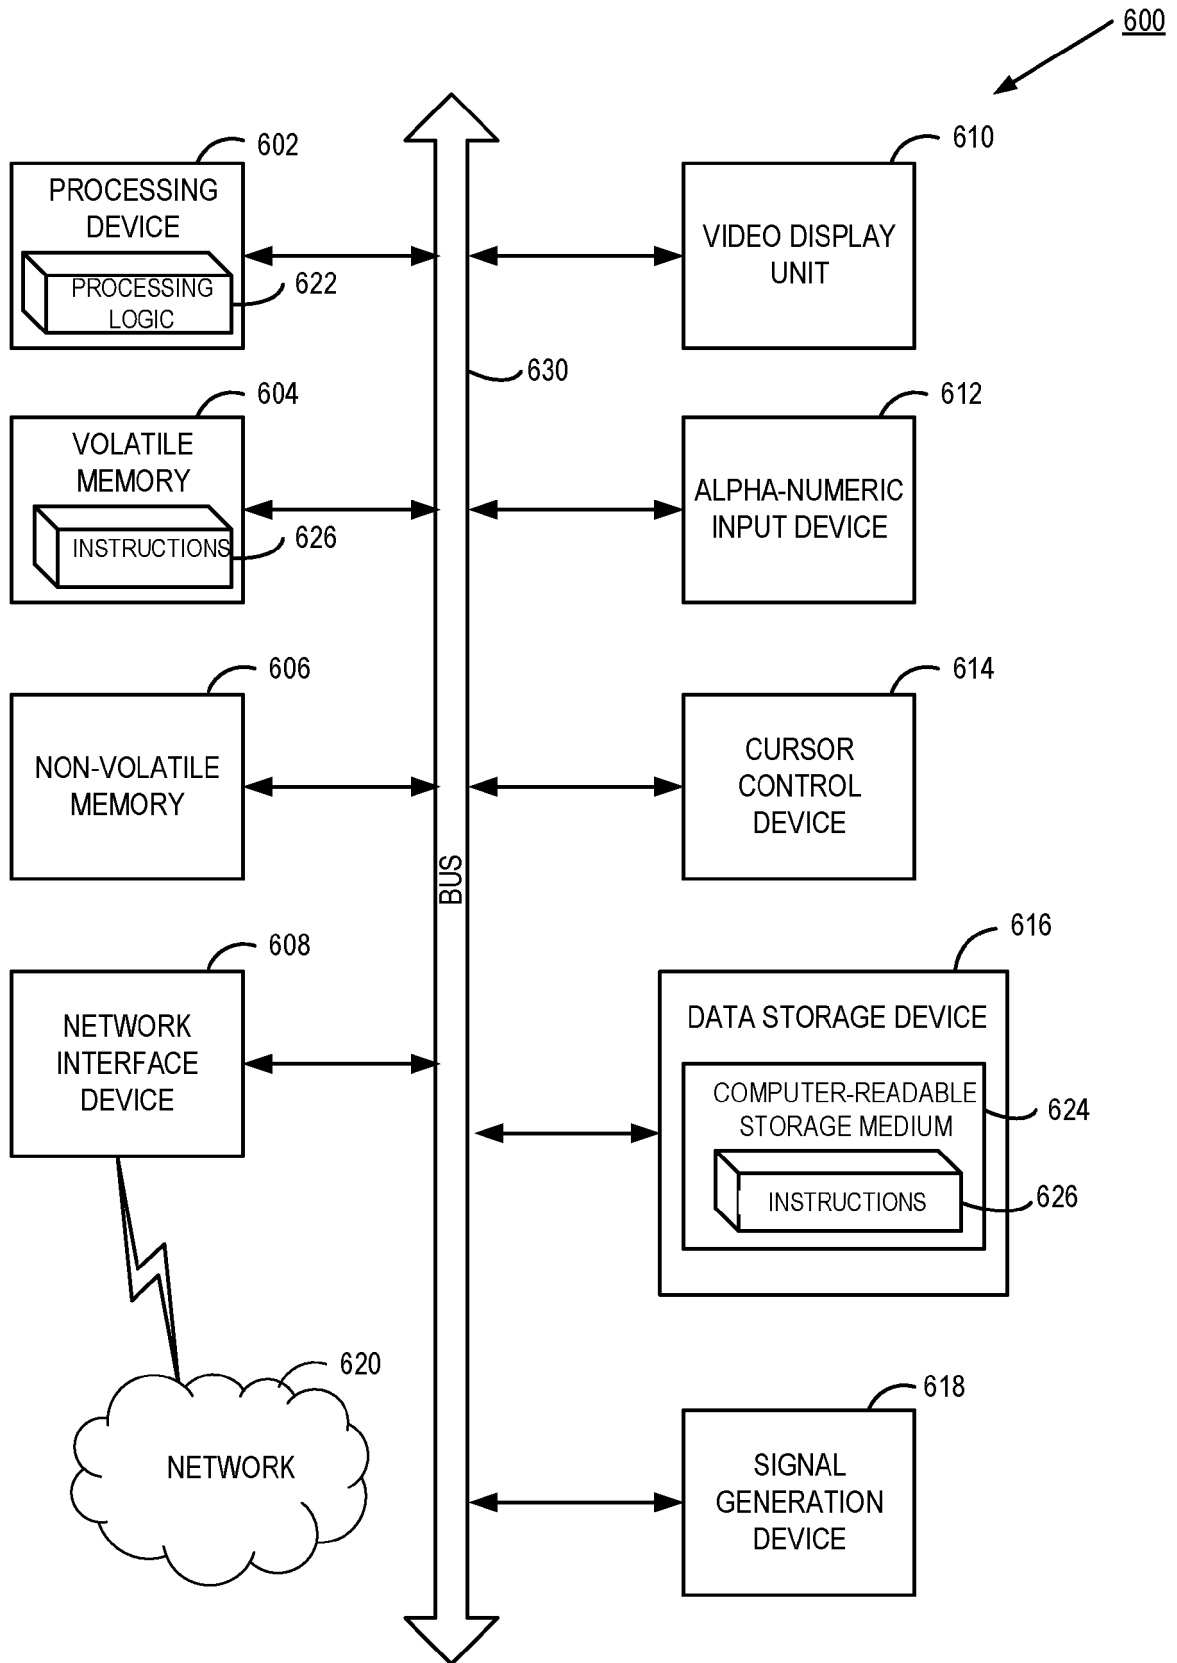 600
602
PROCESSING
DEVICE
PROCESSING
LOGIC
622
610
VIDEO DISPLAY
UNIT
630
604
VOLATILE
MEMORY
INSTRUCTIONS
626
612
ALPHA-NUMERIC
INPUT DEVICE
606
NON-VOLATILE
MEMORY
614
CURSOR
CONTROL
DEVICE
BUS
608
NETWORK
INTERFACE
DEVICE
616
DATA STORAGE DEVICE
COMPUTER-READABLE
STORAGE MEDIUM
624
INSTRUCTIONS
626
620
NETWORK
618
SIGNAL
GENERATION
DEVICE